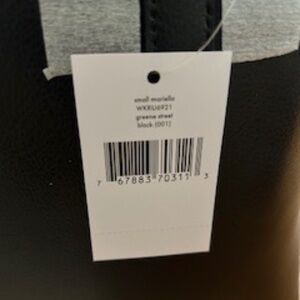 small mariella
WKRU6921
greene street
black (001)
7 67883 70311 3